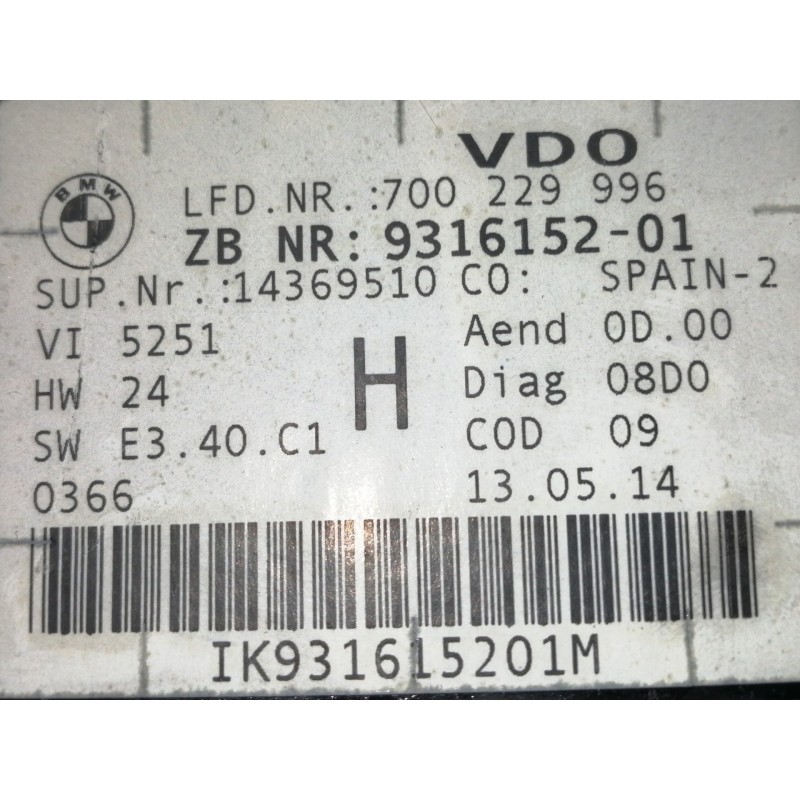 VDO
BMW
LFD.NR.:700 229 996
ZB NR: 9316152-01
SUP.Nr.:14369510 CO: SPAIN-2
VI 5251 Aend 0D.00
HW 24 H Diag 08D0
SW E3.40.C1 COD 09
0366 13.05.14
IK931615201M